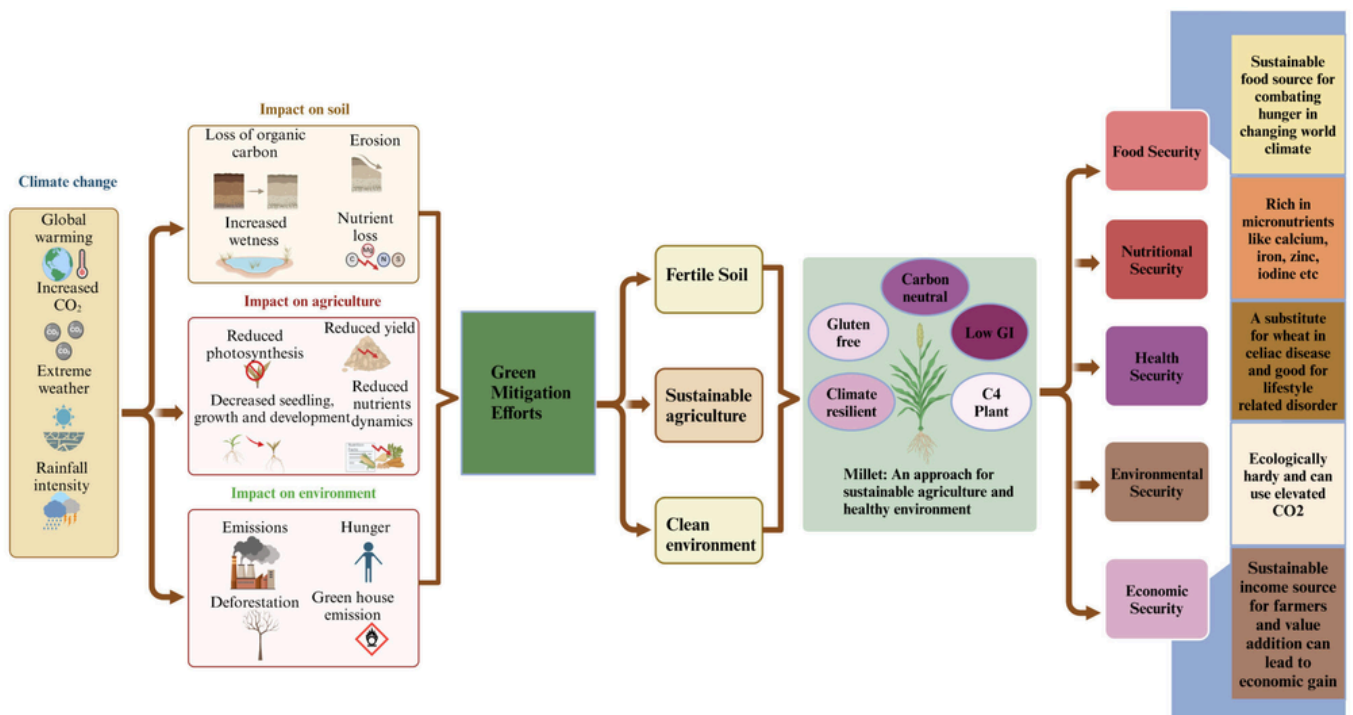 Climate change
Global
warming
Increased
CO₂
CO₂
CO₂
CO₂
Extreme
weather
Rainfall
intensity
Impact on soil
Loss of organic
carbon
Erosion
Increased
wetness
Nutrient
loss
Mg
C
N
S
Impact on agriculture
Reduced
photosynthesis
Reduced yield
Decreased seedling,
growth and development
Reduced
nutrients
dynamics
Impact on environment
Emissions
Hunger
Deforestation
Green house
emission
Green
Mitigation
Efforts
Fertile Soil
Sustainable
agriculture
Clean
environment
Carbon
neutral
Gluten
free
Low GI
Climate
resilient
C4
Plant
Millet: An approach for
sustainable agriculture and
healthy environment
Food Security
Nutritional
Security
Health
Security
Environmental
Security
Economic
Security
Sustainable
food source for
combating
hunger in
changing world
climate
Rich in
micronutrients
like calcium,
iron, zinc,
iodine etc
A substitute
for wheat in
celiac disease
and good for
lifestyle
related disorder
Ecologically
hardy and can
use elevated
CO2
Sustainable
income source
for farmers
and value
addition can
lead to
economic gain